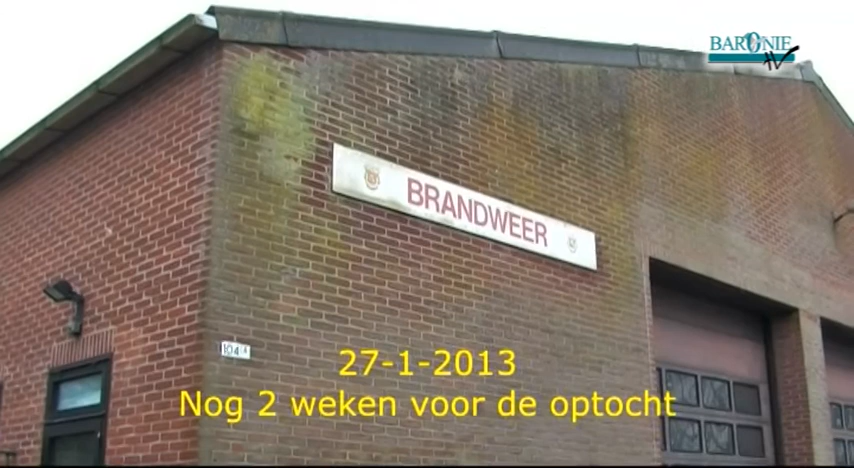 BARONIE
TV
BRANDWEER
104
27-1-2013
Nog 2 weken voor de optocht